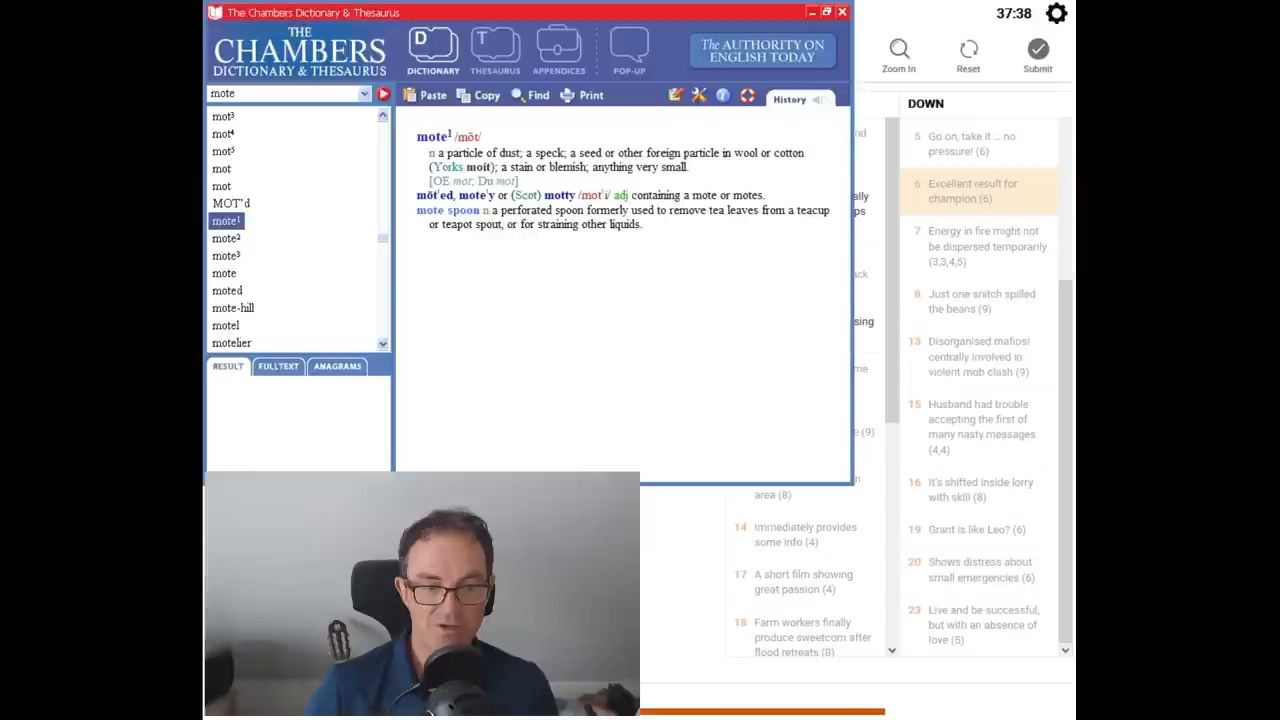 The Chambers Dictionary & Thesaurus
THE
CHAMBERS
DICTIONARY & THESAURUS
D
DICTIONARY
T
THESAURUS
APPENDICES
POP-UP
The AUTHORITY ON
ENGLISH TODAY
mote
Paste
Copy
Find
Print
History
mot³
mot⁴
mot⁵
mot
mot
MOT'd
mote¹
mote²
mote³
mote
moted
mote-hill
motel
motelier
RESULT
FULLTEXT
ANAGRAMS
mote¹ /mōt/
n a particle of dust; a speck; a seed or other foreign particle in wool or cotton
(Yorks moit); a stain or blemish; anything very small.
[OE mot; Du mot]
mōt'ed, mote'y or (Scot) motty /mot'i/ adj containing a mote or motes.
mote spoon n a perforated spoon formerly used to remove tea leaves from a teacup
or teapot spout, or for straining other liquids.
37:38
Zoom In
Reset
Submit
nd
ally
ps
ack
sing
me
e (9)
n
area (8)
14 Immediately provides
some info (4)
17 A short film showing
great passion (4)
18 Farm workers finally
produce sweetcorn after
flood retreats (8)
DOWN
5 Go on, take it ... no
pressure! (6)
6 Excellent result for
champion (6)
7 Energy in fire might not
be dispersed temporarily
(3,3,4,5)
8 Just one snitch spilled
the beans (9)
13 Disorganised mafiosi
centrally involved in
violent mob clash (9)
15 Husband had trouble
accepting the first of
many nasty messages
(4,4)
16 It's shifted inside lorry
with skill (8)
19 Grant is like Leo? (6)
20 Shows distress about
small emergencies (6)
23 Live and be successful,
but with an absence of
love (5)